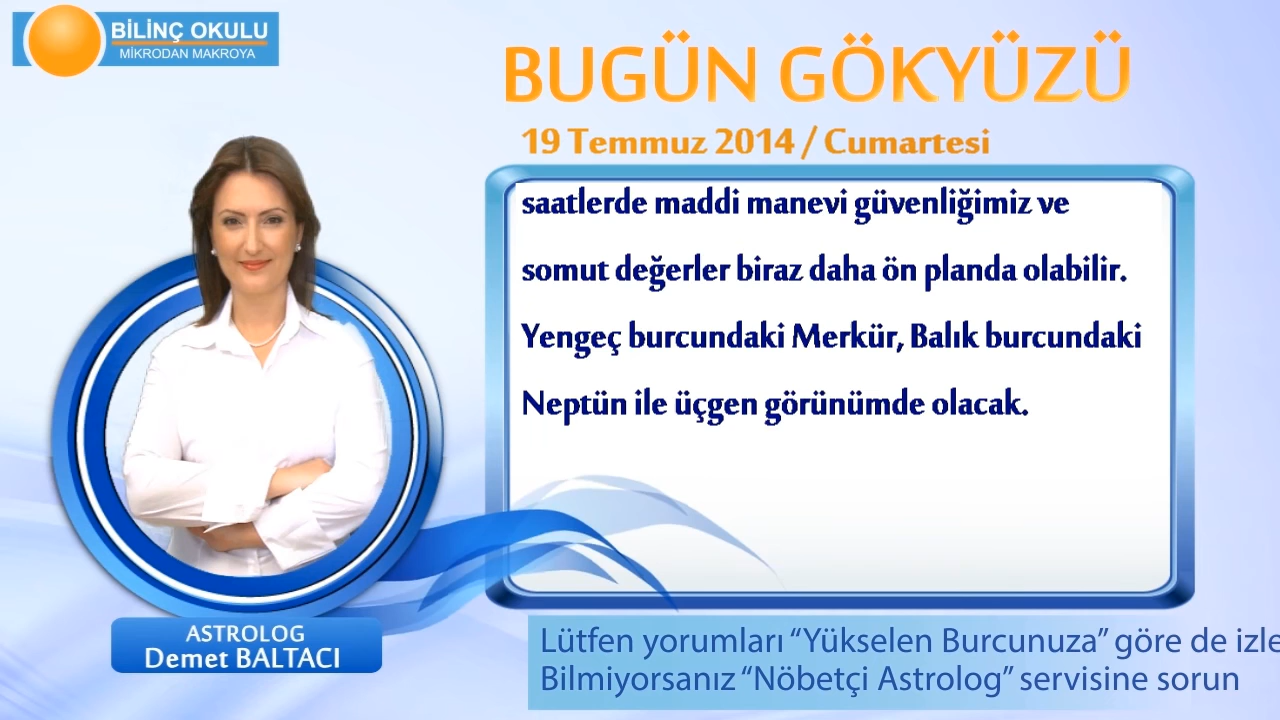 BİLİNÇ OKULU
MİKRODAN MAKROYA
BUGÜN GÖKYÜZÜ
19 Temmuz 2014 / Cumartesi
saatlerde maddi manevi güvenliğimiz ve
somut değerler biraz daha ön planda olabilir.
Yengeç burcundaki Merkür, Balık burcundaki
Neptün ile üçgen görünümde olacak.
ASTROLOG
Demet BALTACI
Lütfen yorumları “Yükselen Burcunuza” göre de izle
Bilmiyorsanız “Nöbetçi Astrolog” servisine sorun